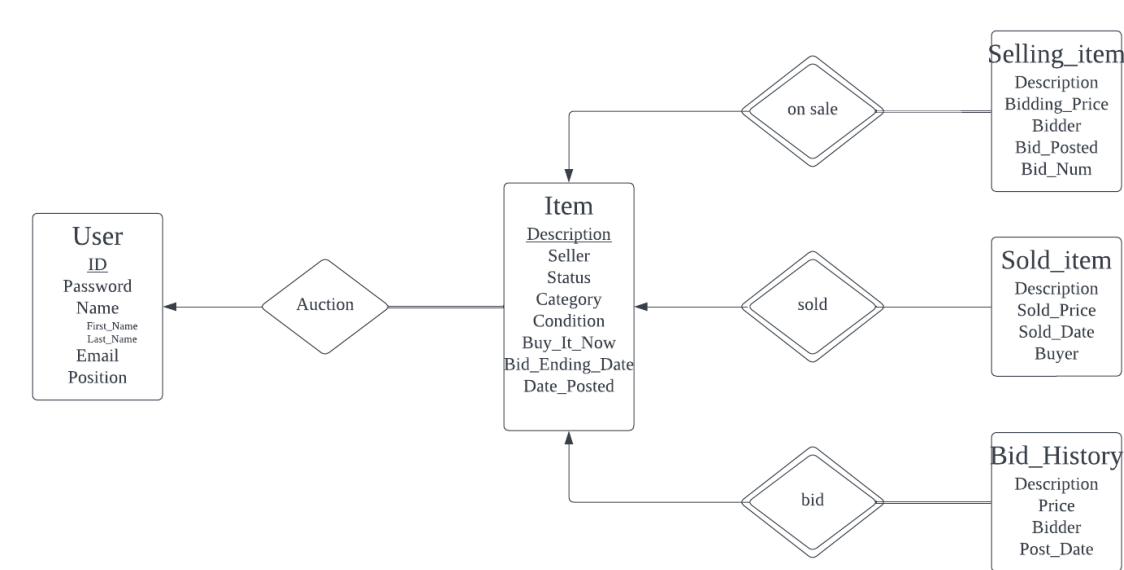 User
ID
Password
Name
First_Name
Last_Name
Email
Position
Auction
Item
Description
Seller
Status
Category
Condition
Buy_It_Now
Bid_Ending_Date
Date_Posted
on sale
Selling_item
Description
Bidding_Price
Bidder
Bid_Posted
Bid_Num
sold
Sold_item
Description
Sold_Price
Sold_Date
Buyer
bid
Bid_History
Description
Price
Bidder
Post_Date